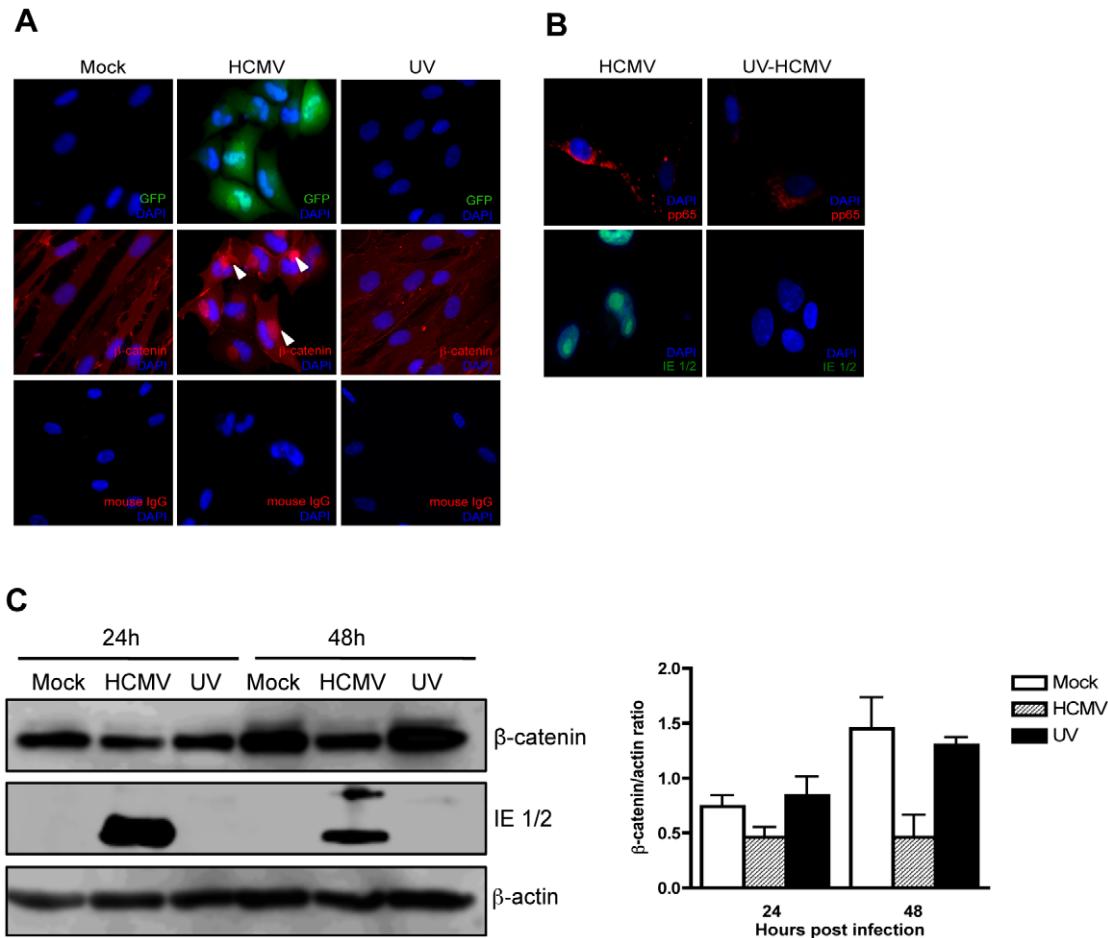 A
Mock HCMV UV
GFP
DAPI
GFP
DAPI
GFP
DAPI
β-catenin
DAPI
β-catenin
DAPI
β-catenin
DAPI
mouse IgG
DAPI
mouse IgG
DAPI
mouse IgG
DAPI
B
HCMV UV-HCMV
DAPI
pp65
DAPI
pp65
DAPI
IE 1/2
DAPI
IE 1/2
C
24h 48h
Mock HCMV UV Mock HCMV UV
β-catenin
IE 1/2
β-actin
β-catenin/actin ratio
2.0
1.5
1.0
0.5
0.0
24 48
Hours post infection
Mock
HCMV
UV